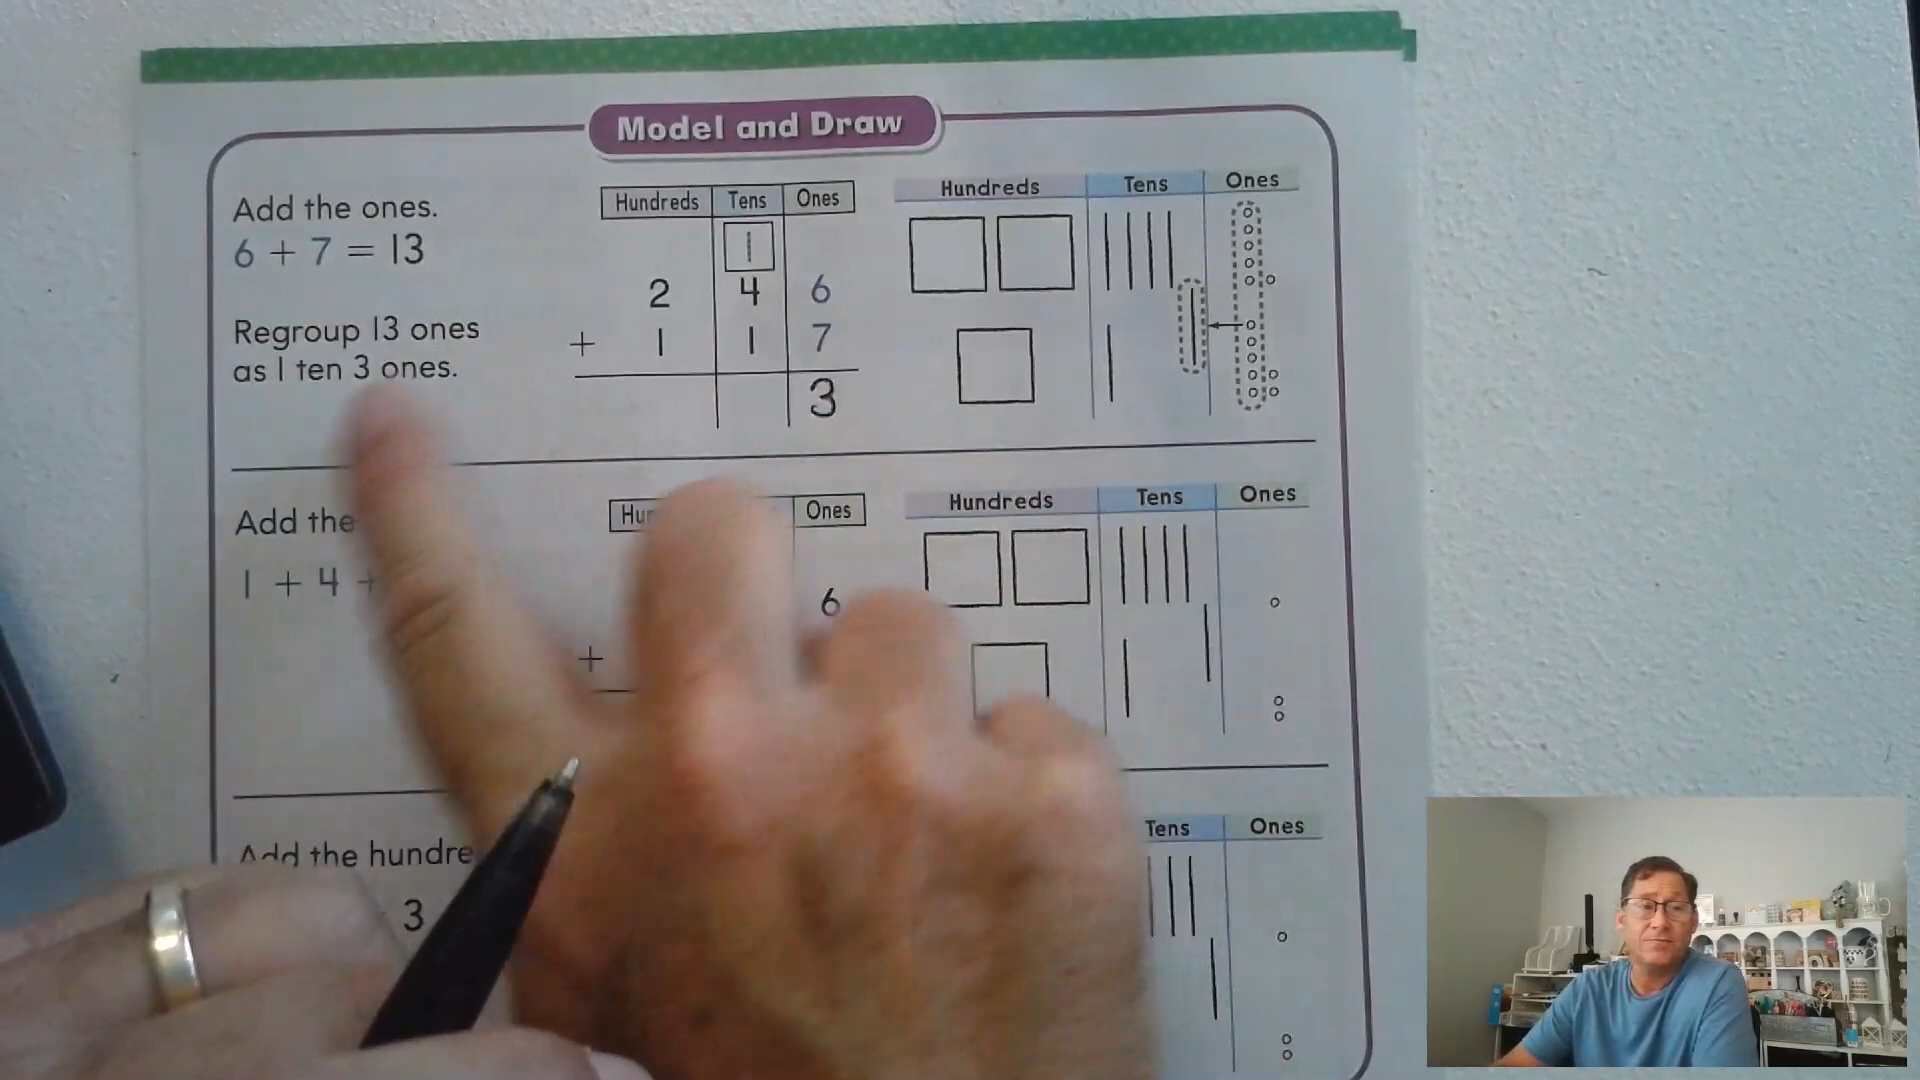 Model and Draw
Add the ones.
6 + 7 = 13
Regroup 13 ones
as 1 ten 3 ones.
Hundreds Tens Ones
1
2 4 6
+ 1 1 7
3
Hundreds Tens Ones
Add the
1 + 4 +
Ones
6
+
Hundreds Tens Ones
Add the
3
Tens Ones